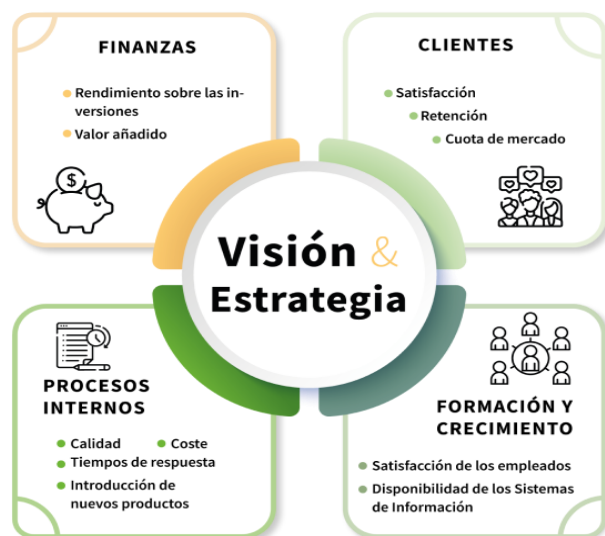 FINANZAS
Rendimiento sobre las in-
versiones
Valor añadido
$
CLIENTES
Satisfacción
Retención
Cuota de mercado
Visión &
Estrategia
PROCESOS
INTERNOS
Calidad
Coste
Tiempos de respuesta
Introducción de
nuevos productos
FORMACIÓN Y
CRECIMIENTO
Satisfacción de los empleados
Disponibilidad de los Sistemas
de Información